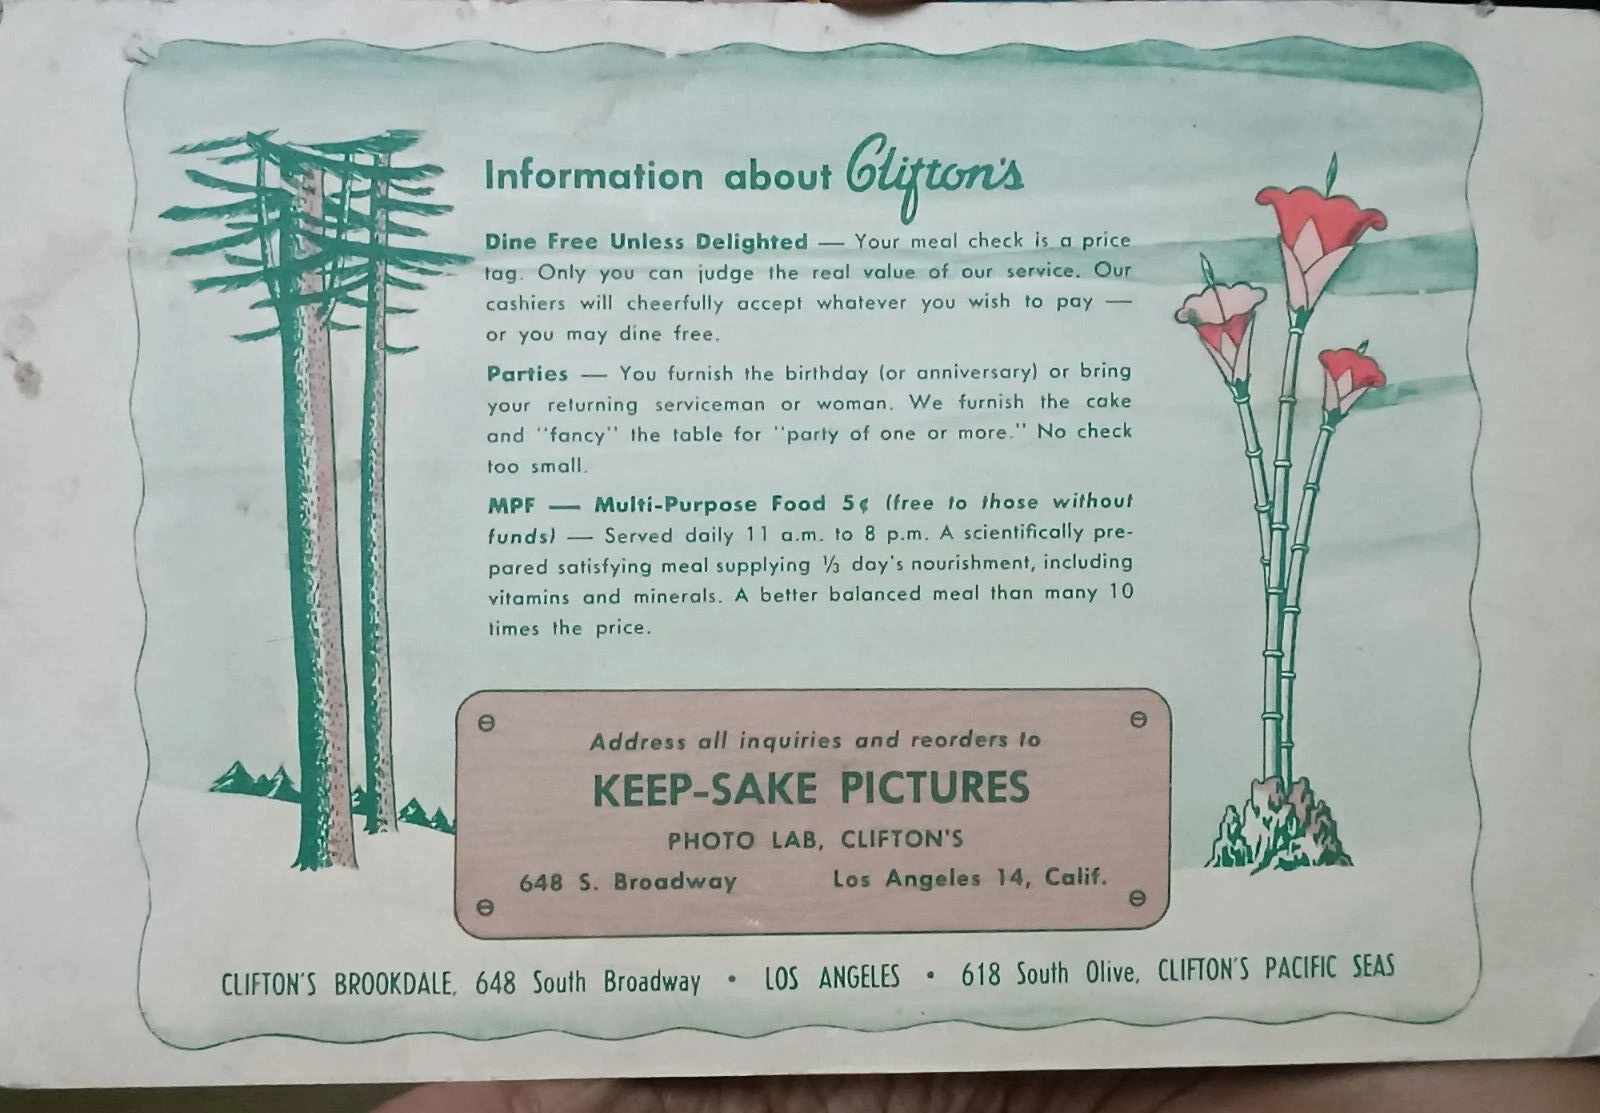 Information about Clifton's
Dine Free Unless Delighted — Your meal check is a price
tag. Only you can judge the real value of our service. Our
cashiers will cheerfully accept whatever you wish to pay —
or you may dine free.
Parties — You furnish the birthday (or anniversary) or bring
your returning serviceman or woman. We furnish the cake
and "fancy" the table for "party of one or more." No check
too small.
MPF — Multi-Purpose Food 5¢ (free to those without
funds) — Served daily 11 a.m. to 8 p.m. A scientifically pre-
pared satisfying meal supplying ⅓ day's nourishment, including
vitamins and minerals. A better balanced meal than many 10
times the price.
Address all inquiries and reorders to
KEEP-SAKE PICTURES
PHOTO LAB, CLIFTON'S
648 S. Broadway Los Angeles 14, Calif.
CLIFTON'S BROOKDALE, 648 South Broadway • LOS ANGELES • 618 South Olive, CLIFTON'S PACIFIC SEAS